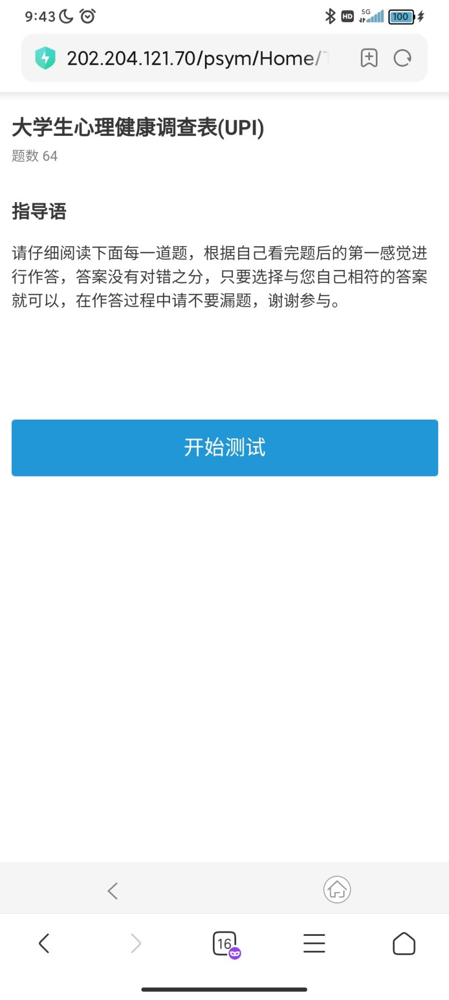 9:43
HD 5G 100
202.204.121.70/psym/Home/
大学生心理健康调查表(UPI)
题数 64
指导语
请仔细阅读下面每一道题，根据自己看完题后的第一感觉进
行作答，答案没有对错之分，只要选择与您自己相符的答案
就可以，在作答过程中请不要漏题，谢谢参与。
开始测试
16